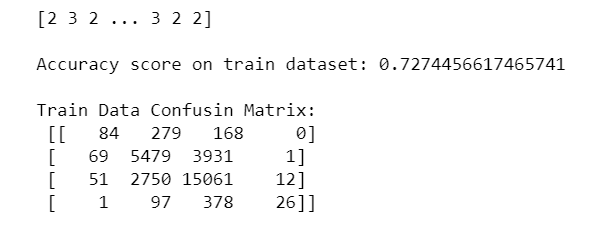 [2 3 2 ... 3 2 2]
Accuracy score on train dataset: 0.7274456617465741
Train Data Confusin Matrix:
[[ 84 279 168 0]
[ 69 5479 3931 1]
[ 51 2750 15061 12]
[ 1 97 378 26]]